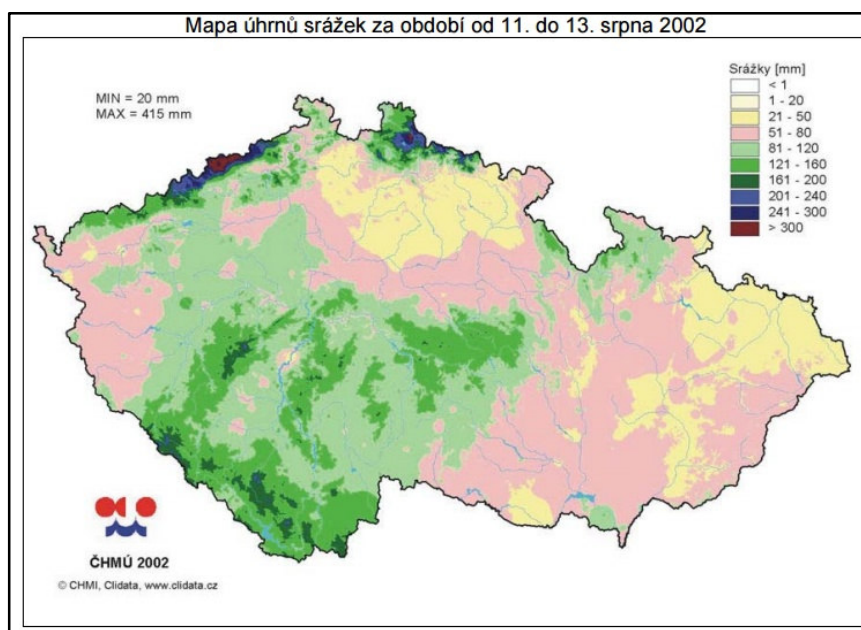 Mapa úhrnů srážek za období od 11. do 13. srpna 2002
MIN = 20 mm
MAX = 415 mm
Srážky [mm]
< 1
1 - 20
21 - 50
51 - 80
81 - 120
121 - 160
161 - 200
201 - 240
241 - 300
> 300
ČHMÚ 2002
© CHMI, Clidata, www.clidata.cz